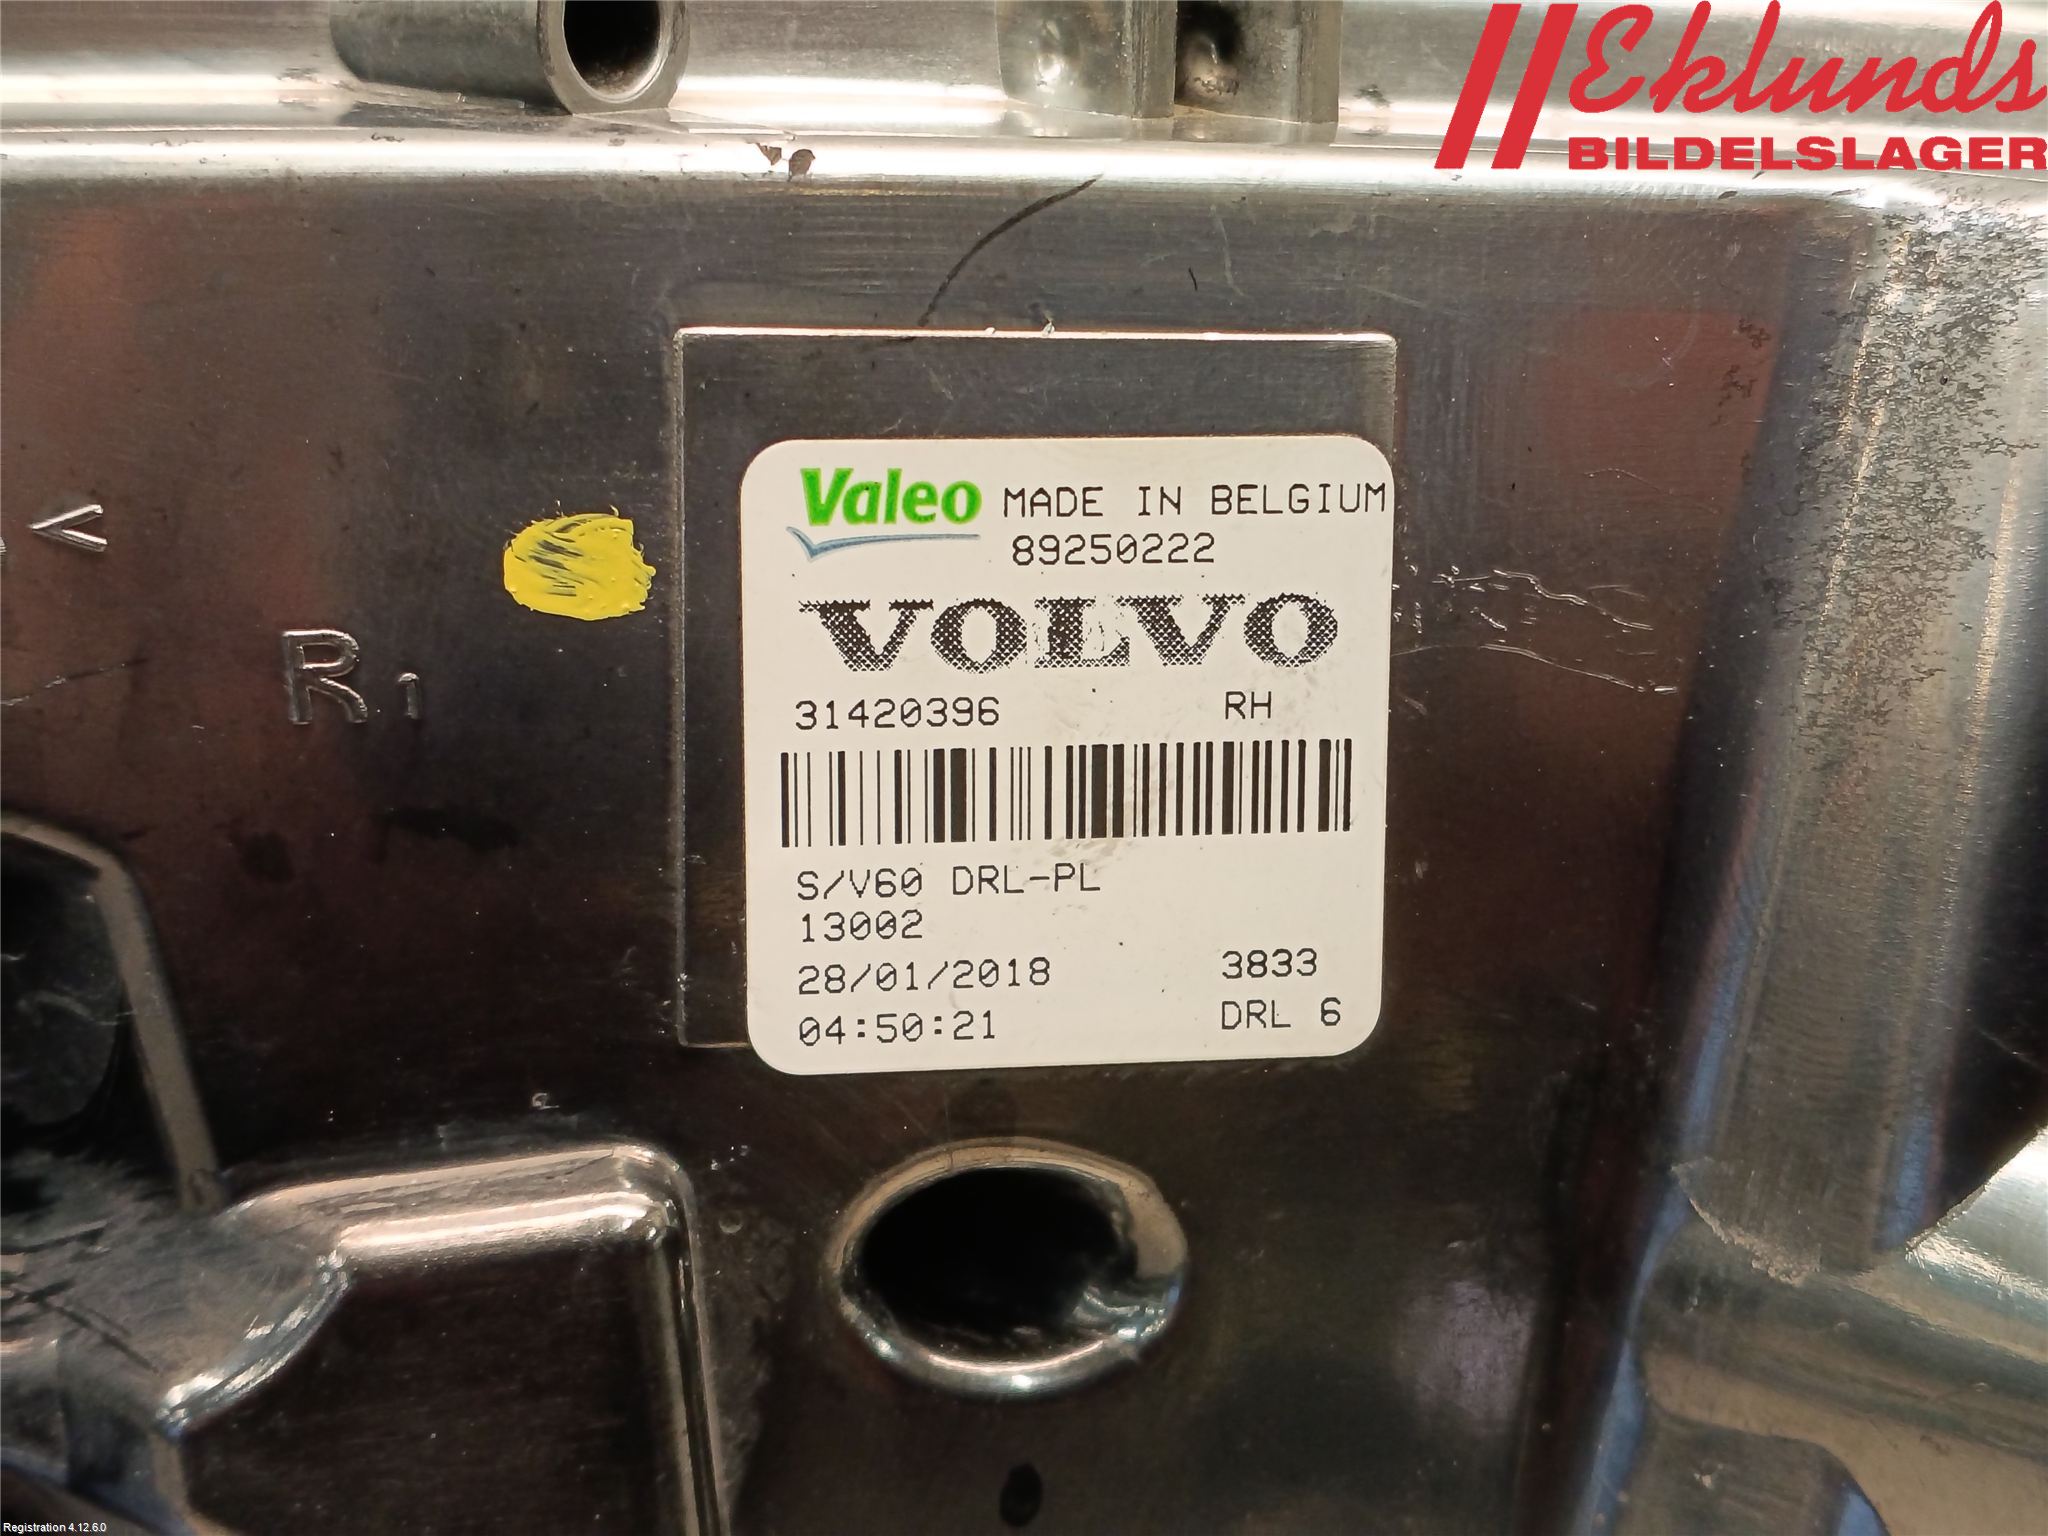 Eklunds
BILDELSLAGER
Valeo MADE IN BELGIUM
89250222
VOLVO
31420396 RH
S/V60 DRL-PL
13002
28/01/2018 3833
04:50:21 DRL 6
<
R1
Registration 4.12.6.0